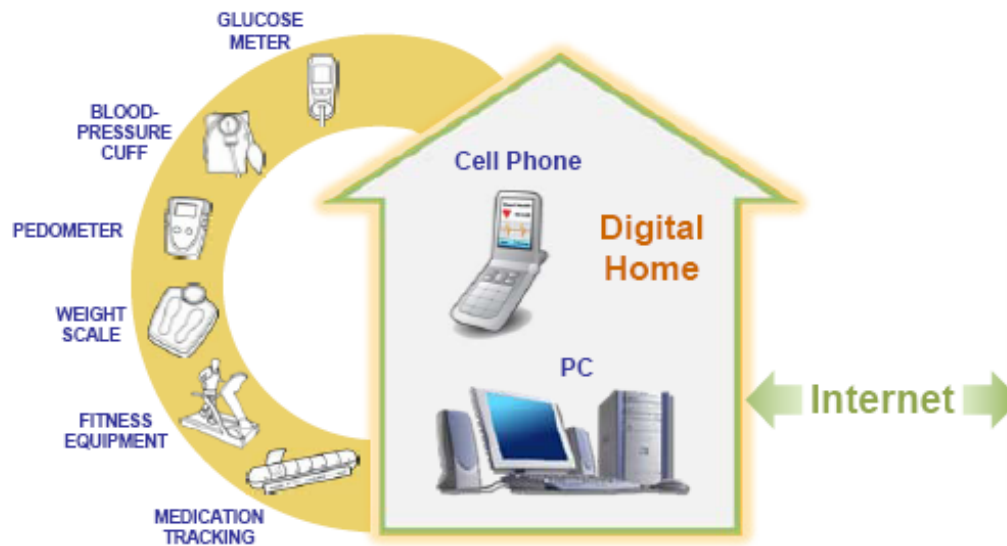 GLUCOSE
METER
BLOOD-
PRESSURE
CUFF
PEDOMETER
WEIGHT
SCALE
FITNESS
EQUIPMENT
MEDICATION
TRACKING
Cell Phone
Digital
Home
PC
Internet